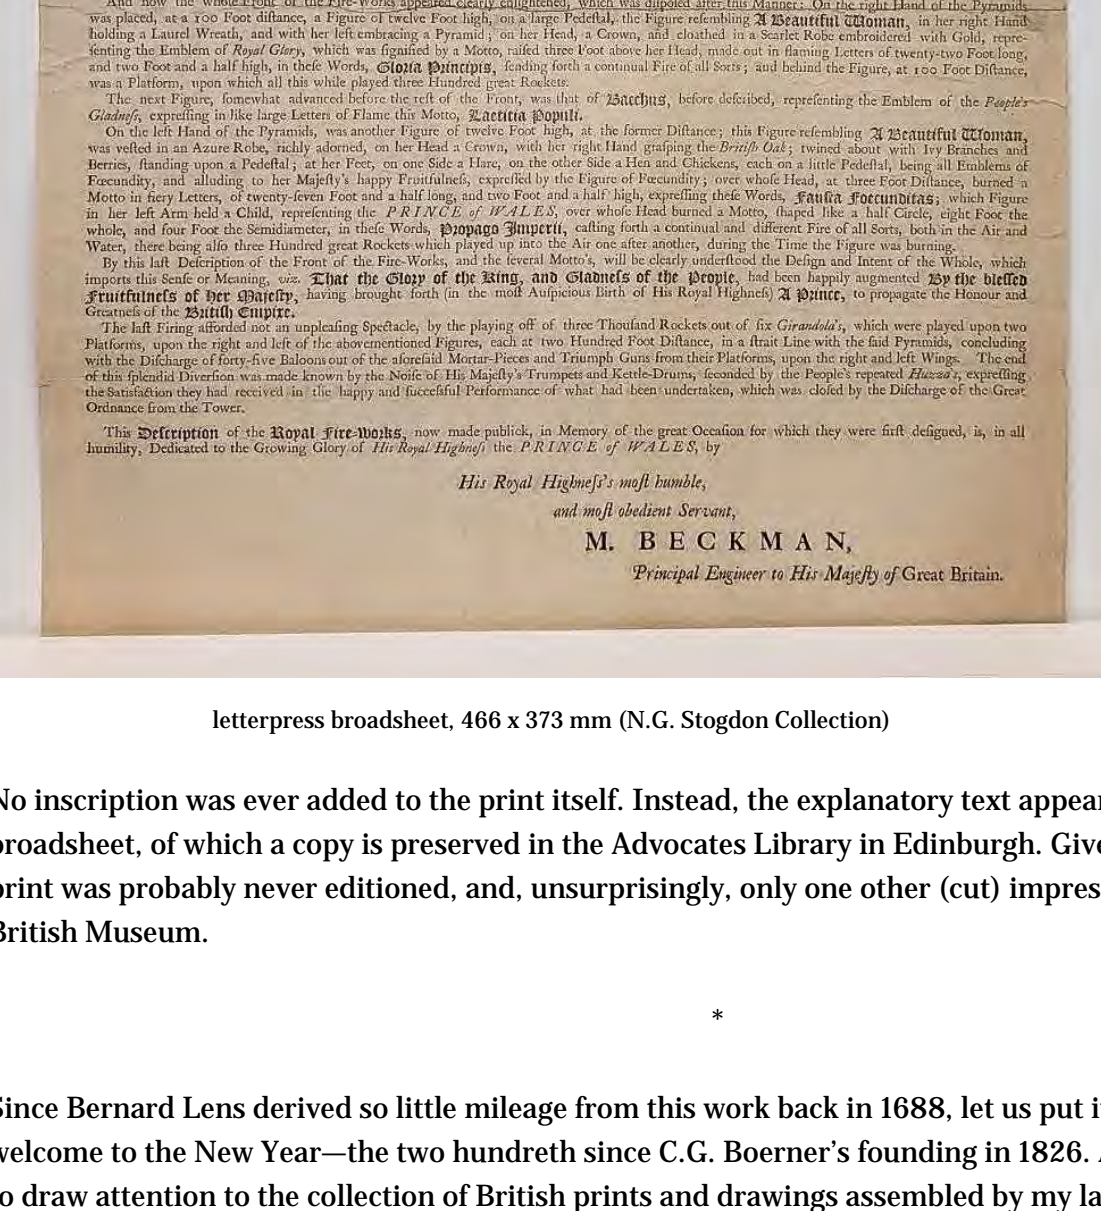 And now the whole Front of the Fire-Works appeared clearly enlightened, which was disposed after this Manner: On the right Hand of the Pyramids
was placed, at a 100 Foot diſtance, a Figure of twelve Foot high, on a large Pedeſtal, the Figure reſembling A Beautiful Woman, in her right Hand
holding a Laurel Wreath, and with her left embracing a Pyramid; on her Head, a Crown, and cloathed in a Scarlet Robe embroidered with Gold, repre-
ſenting the Emblem of Royal Glory, which was ſignified by a Motto, raiſed three Foot above her Head, made out in flaming Letters of twenty-two Foot long,
and two Foot and a half high, in theſe Words, Gloria Principis, ſending forth a continual Fire of all Sorts; and behind the Figure, at 100 Foot Diſtance,
was a Platform, upon which all this while played three Hundred great Rockets.
The next Figure, ſomewhat advanced before the reſt of the Front, was that of Bacchus, before deſcribed, repreſenting the Emblem of the People's
Gladneſs, expreſſing in like large Letters of Flame this Motto, Laetitia Populi.
On the left Hand of the Pyramids, was another Figure of twelve Foot high, at the former Diſtance; this Figure reſembling A Beautiful Woman,
was veſted in an Azure Robe, richly adorned, on her Head a Crown, with her right Hand graſping the Britiſh Oak; twined about with Ivy Branches and
Berries, ſtanding upon a Pedeſtal; at her Feet, on one Side a Hare, on the other Side a Hen and Chickens, each on a little Pedeſtal, being all Emblems of
Fœcundity, and alluding to her Majeſty's happy Fruitfulneſs, expreſſed by the Figure of Fœcundity; over whoſe Head, at three Foot Diſtance, burned a
Motto in fiery Letters, of twenty-ſeven Foot and a half long, and two Foot and a half high, expreſſing theſe Words, Fauſta Foecunditas; which Figure
in her left Arm held a Child, repreſenting the PRINCE of WALES, over whoſe Head burned a Motto, ſhaped like a half Circle, eight Foot the
whole, and four Foot the Semidiameter, in theſe Words, Propago Imperii, caſting forth a continual and different Fire of all Sorts, both in the Air and
Water, there being alſo three Hundred great Rockets which played up into the Air one after another, during the Time the Figure was burning.
By this laſt Deſcription of the Front of the Fire-Works, and the ſeveral Motto's, will be clearly underſtood the Deſign and Intent of the Whole, which
imports this Senſe or Meaning, viz. That the Glory of the King, and Gladneſs of the People, had been happily augmented By the bleſſed
Fruitfulneſs of her Majeſty, having brought forth (in the moſt Auſpicious Birth of His Royal Highneſs) A Prince, to propagate the Honour and
Greatneſs of the Britiſh Empire.
The laſt Firing afforded not an unpleaſing Spectacle, by the playing off of three Thouſand Rockets out of ſix Girandola's, which were played upon two
Platforms, upon the right and left of the abovementioned Figures, each at two Hundred Foot Diſtance, in a ſtrait Line with the ſaid Pyramids, concluding
with the Diſcharge of forty-five Baloons out of the aforeſaid Mortar-Pieces and Triumph Guns from their Platforms, upon the right and left Wings. The end
of this ſplendid Diverſion was made known by the Noiſe of His Majeſty's Trumpets and Kettle-Drums, ſeconded by the People's repeated Huzza's, expreſſing
the Satisfaction they had received in the happy and ſucceſsful Performance of what had been undertaken, which was cloſed by the Diſcharge of the Great
Ordnance from the Tower.
This Deſcription of the Royal Fire-Works, now made publick, in Memory of the great Occaſion for which they were firſt deſigned, is, in all
humility, Dedicated to the Growing Glory of His Royal Highneſs the PRINCE of WALES, by
His Royal Highneſs's moſt humble,
and moſt obedient Servant,
M. BECKMAN,
Principal Engineer to His Majeſty of Great Britain.
letterpress broadsheet, 466 x 373 mm (N.G. Stogdon Collection)
No inscription was ever added to the print itself. Instead, the explanatory text appear
broadsheet, of which a copy is preserved in the Advocates Library in Edinburgh. Give
print was probably never editioned, and, unsurprisingly, only one other (cut) impres
British Museum.
*
Since Bernard Lens derived so little mileage from this work back in 1688, let us put i
welcome to the New Year—the two hundreth since C.G. Boerner's founding in 1826. A
to draw attention to the collection of British prints and drawings assembled by my la